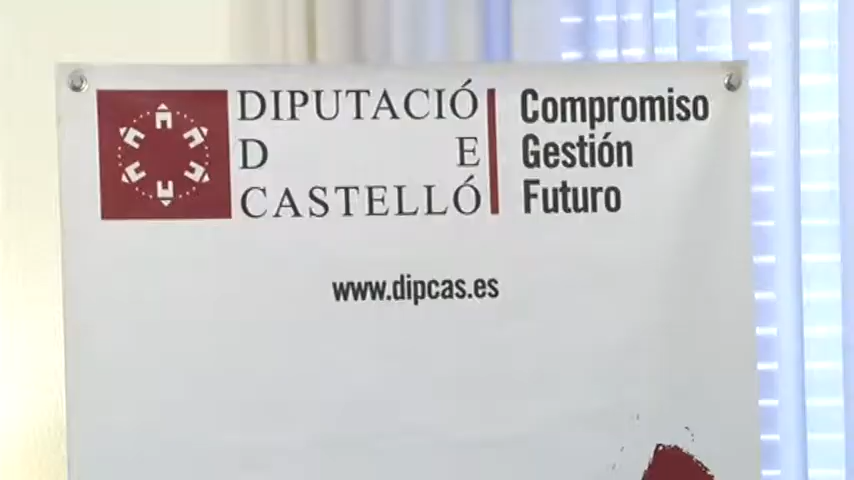 DIPUTACIÓ
D E
CASTELLÓ
Compromiso
Gestión
Futuro
www.dipcas.es